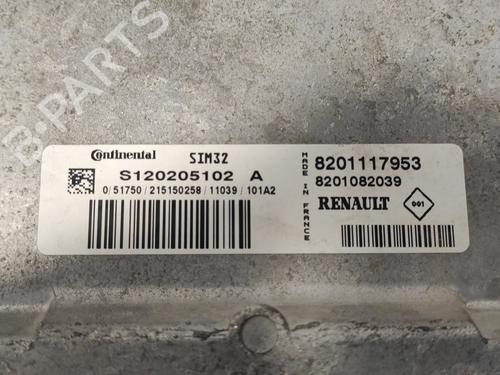 B-PARTS
Continental SIM32
S120205102 A
0/51750/215150258/11039/101A2
MADE IN FRANCE
8201117953
8201082039
RENAULT
001